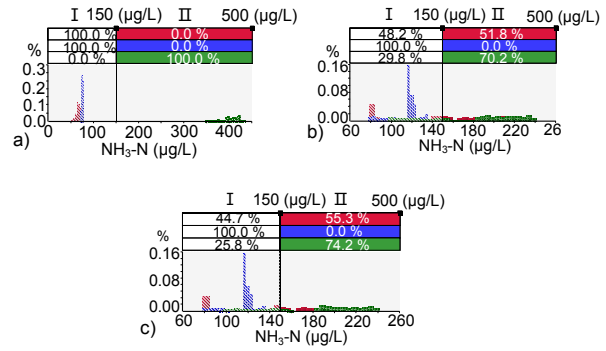 I 150 (µg/L) II 500 (µg/L)
100.0 % 0.0 %
100.0 % 0.0 %
0.0 % 100.0 %
%
0.3
0.2
0.1
0.0
0 100 200 300 400
NH₃-N (µg/L)
a)
I 150 (µg/L) II 500 (µg/L)
48.2 % 51.8 %
100.0 % 0.0 %
29.8 % 70.2 %
%
0.16
0.08
0.00
60 100 140 180 220 26
NH₃-N (µg/L)
b)
I 150 (µg/L) II 500 (µg/L)
44.7 % 55.3 %
100.0 % 0.0 %
25.8 % 74.2 %
%
0.16
0.08
0.00
60 100 140 180 220 260
NH₃-N (µg/L)
c)